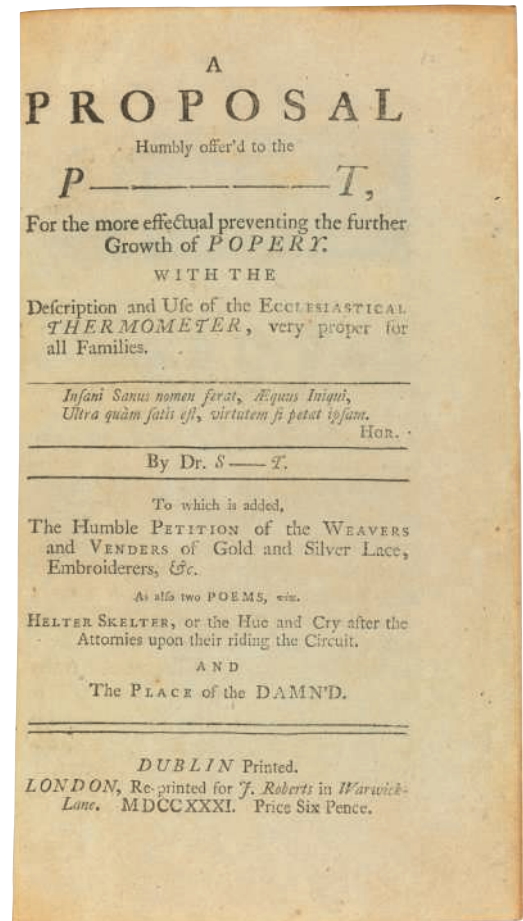 A
PROPOSAL
Humbly offer'd to the
P————T,
For the more effectual preventing the further
Growth of POPERY.
WITH THE
Deſcription and Uſe of the ECCLESIASTICAL
THERMOMETER, very proper for
all Families.
Inſani Sanus nomen ferat, Æquus Iniqui,
Ultra quàm ſatis eſt, virtutem ſi petat ipſam.
HOR.
By Dr. S——T.
To which is added,
The Humble PETITION of the WEAVERS
and VENDERS of Gold and Silver Lace,
Embroiderers, &c.
As alſo two POEMS, viz.
HELTER SKELTER, or the Hue and Cry after the
Attornies upon their riding the Circuit.
AND
The PLACE of the DAMN'D.
DUBLIN Printed.
LONDON, Re-printed for J. Roberts in Warwick-
Lane. MDCCXXXI. Price Six Pence.